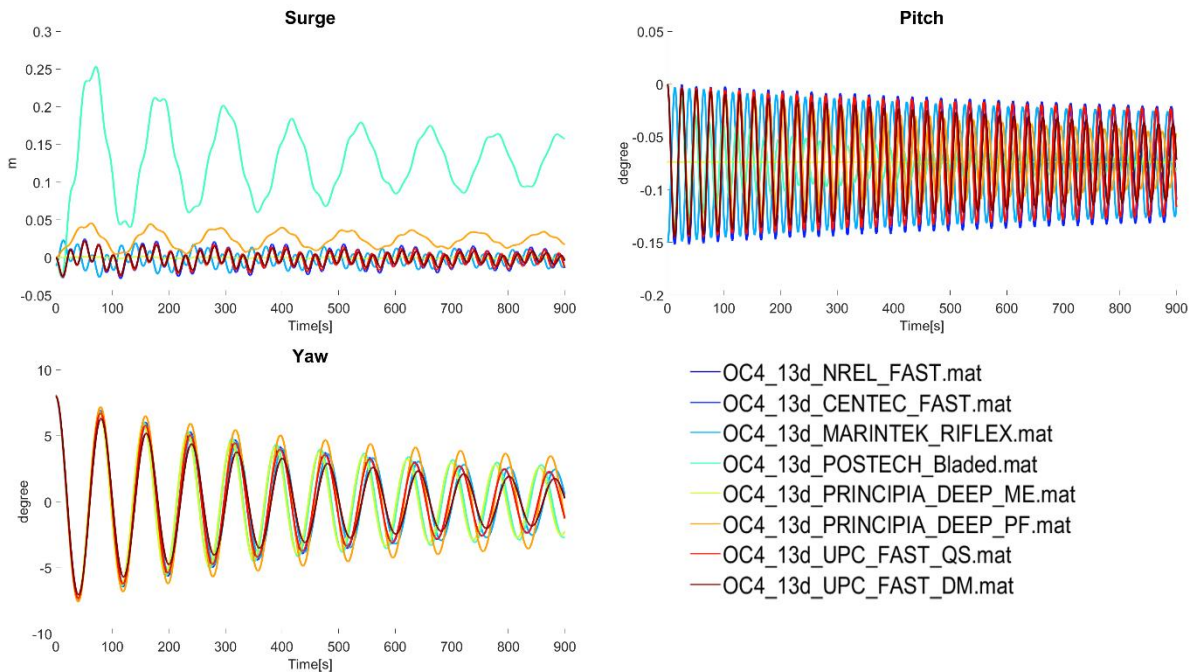 Surge
0.3
0.25
0.2
0.15
0.1
0.05
0
-0.05
m
0 100 200 300 400 500 600 700 800 900
Time[s]
Pitch
0.05
0
-0.05
-0.1
-0.15
-0.2
degree
0 100 200 300 400 500 600 700 800 900
Time[s]
Yaw
10
5
0
-5
-10
degree
0 100 200 300 400 500 600 700 800 900
Time[s]
OC4_13d_NREL_FAST.mat
OC4_13d_CENTEC_FAST.mat
OC4_13d_MARINTEK_RIFLEX.mat
OC4_13d_POSTECH_Bladed.mat
OC4_13d_PRINCIPIA_DEEP_ME.mat
OC4_13d_PRINCIPIA_DEEP_PF.mat
OC4_13d_UPC_FAST_QS.mat
OC4_13d_UPC_FAST_DM.mat